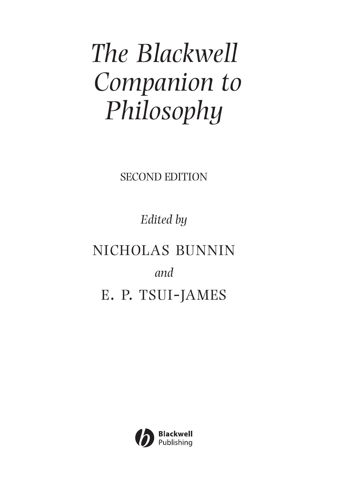 The Blackwell
Companion to
Philosophy
SECOND EDITION
Edited by
NICHOLAS BUNNIN
and
E. P. TSUI-JAMES
Blackwell
Publishing